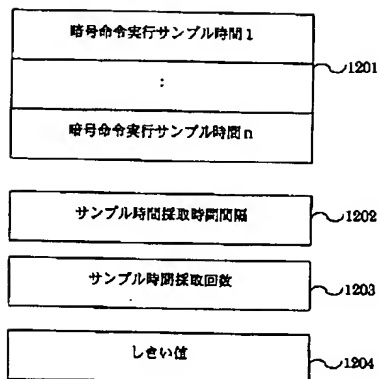 暗号命令実行サンプル時間1
:
1201
暗号命令実行サンプル時間n
サンプル時間採取時間間隔
1202
サンプル時間採取回数
1203
しきい値
1204